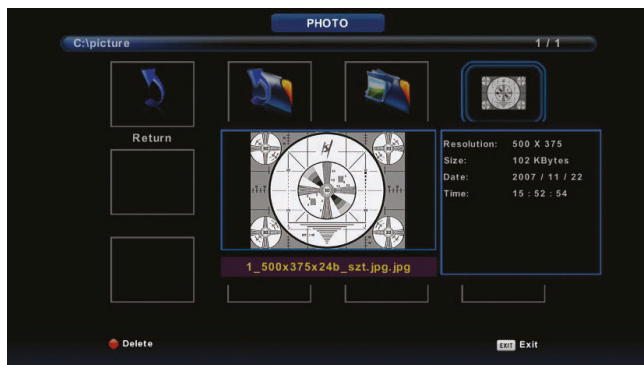 PHOTO
C:\picture
1 / 1
Return
Resolution: 500 X 375
Size: 102 KBytes
Date: 2007 / 11 / 22
Time: 15 : 52 : 54
1_500x375x24b_szt.jpg.jpg
Delete
EXIT Exit